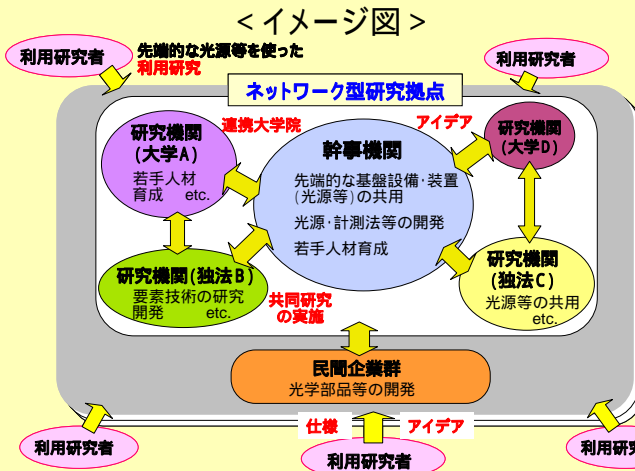 <イメージ図>
利用研究者
先端的な光源等を使った
利用研究
利用研究者
ネットワーク型研究拠点
研究機関
(大学A)
若手人材
育成 etc.
連携大学院
幹事機関
先端的な基盤設備・装置
(光源等)の共用
光源・計測法等の開発
若手人材育成
アイデア
研究機関
(大学D)
研究機関(独法B)
要素技術の研究
開発 etc.
共同研究
の実施
研究機関
(独法C)
光源等の共用
etc.
民間企業群
光学部品等の開発
利用研究者
仕様
アイデア
利用研究者
利用研究